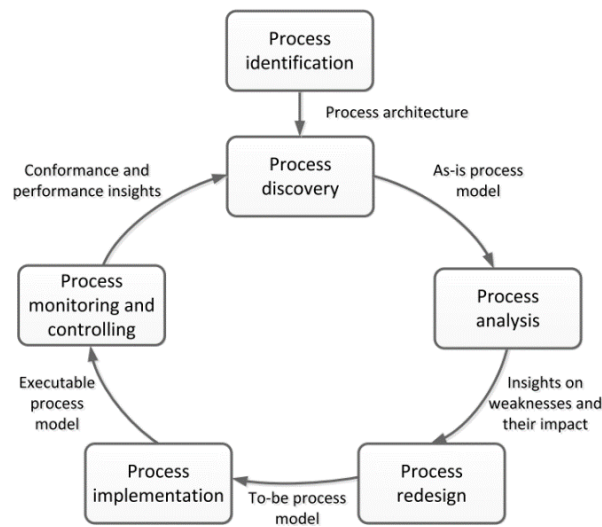 Process
identification
Process architecture
Process
discovery
As-is process
model
Process
analysis
Insights on
weaknesses and
their impact
Process
redesign
To-be process
model
Process
implementation
Executable
process
model
Process
monitoring and
controlling
Conformance and
performance insights